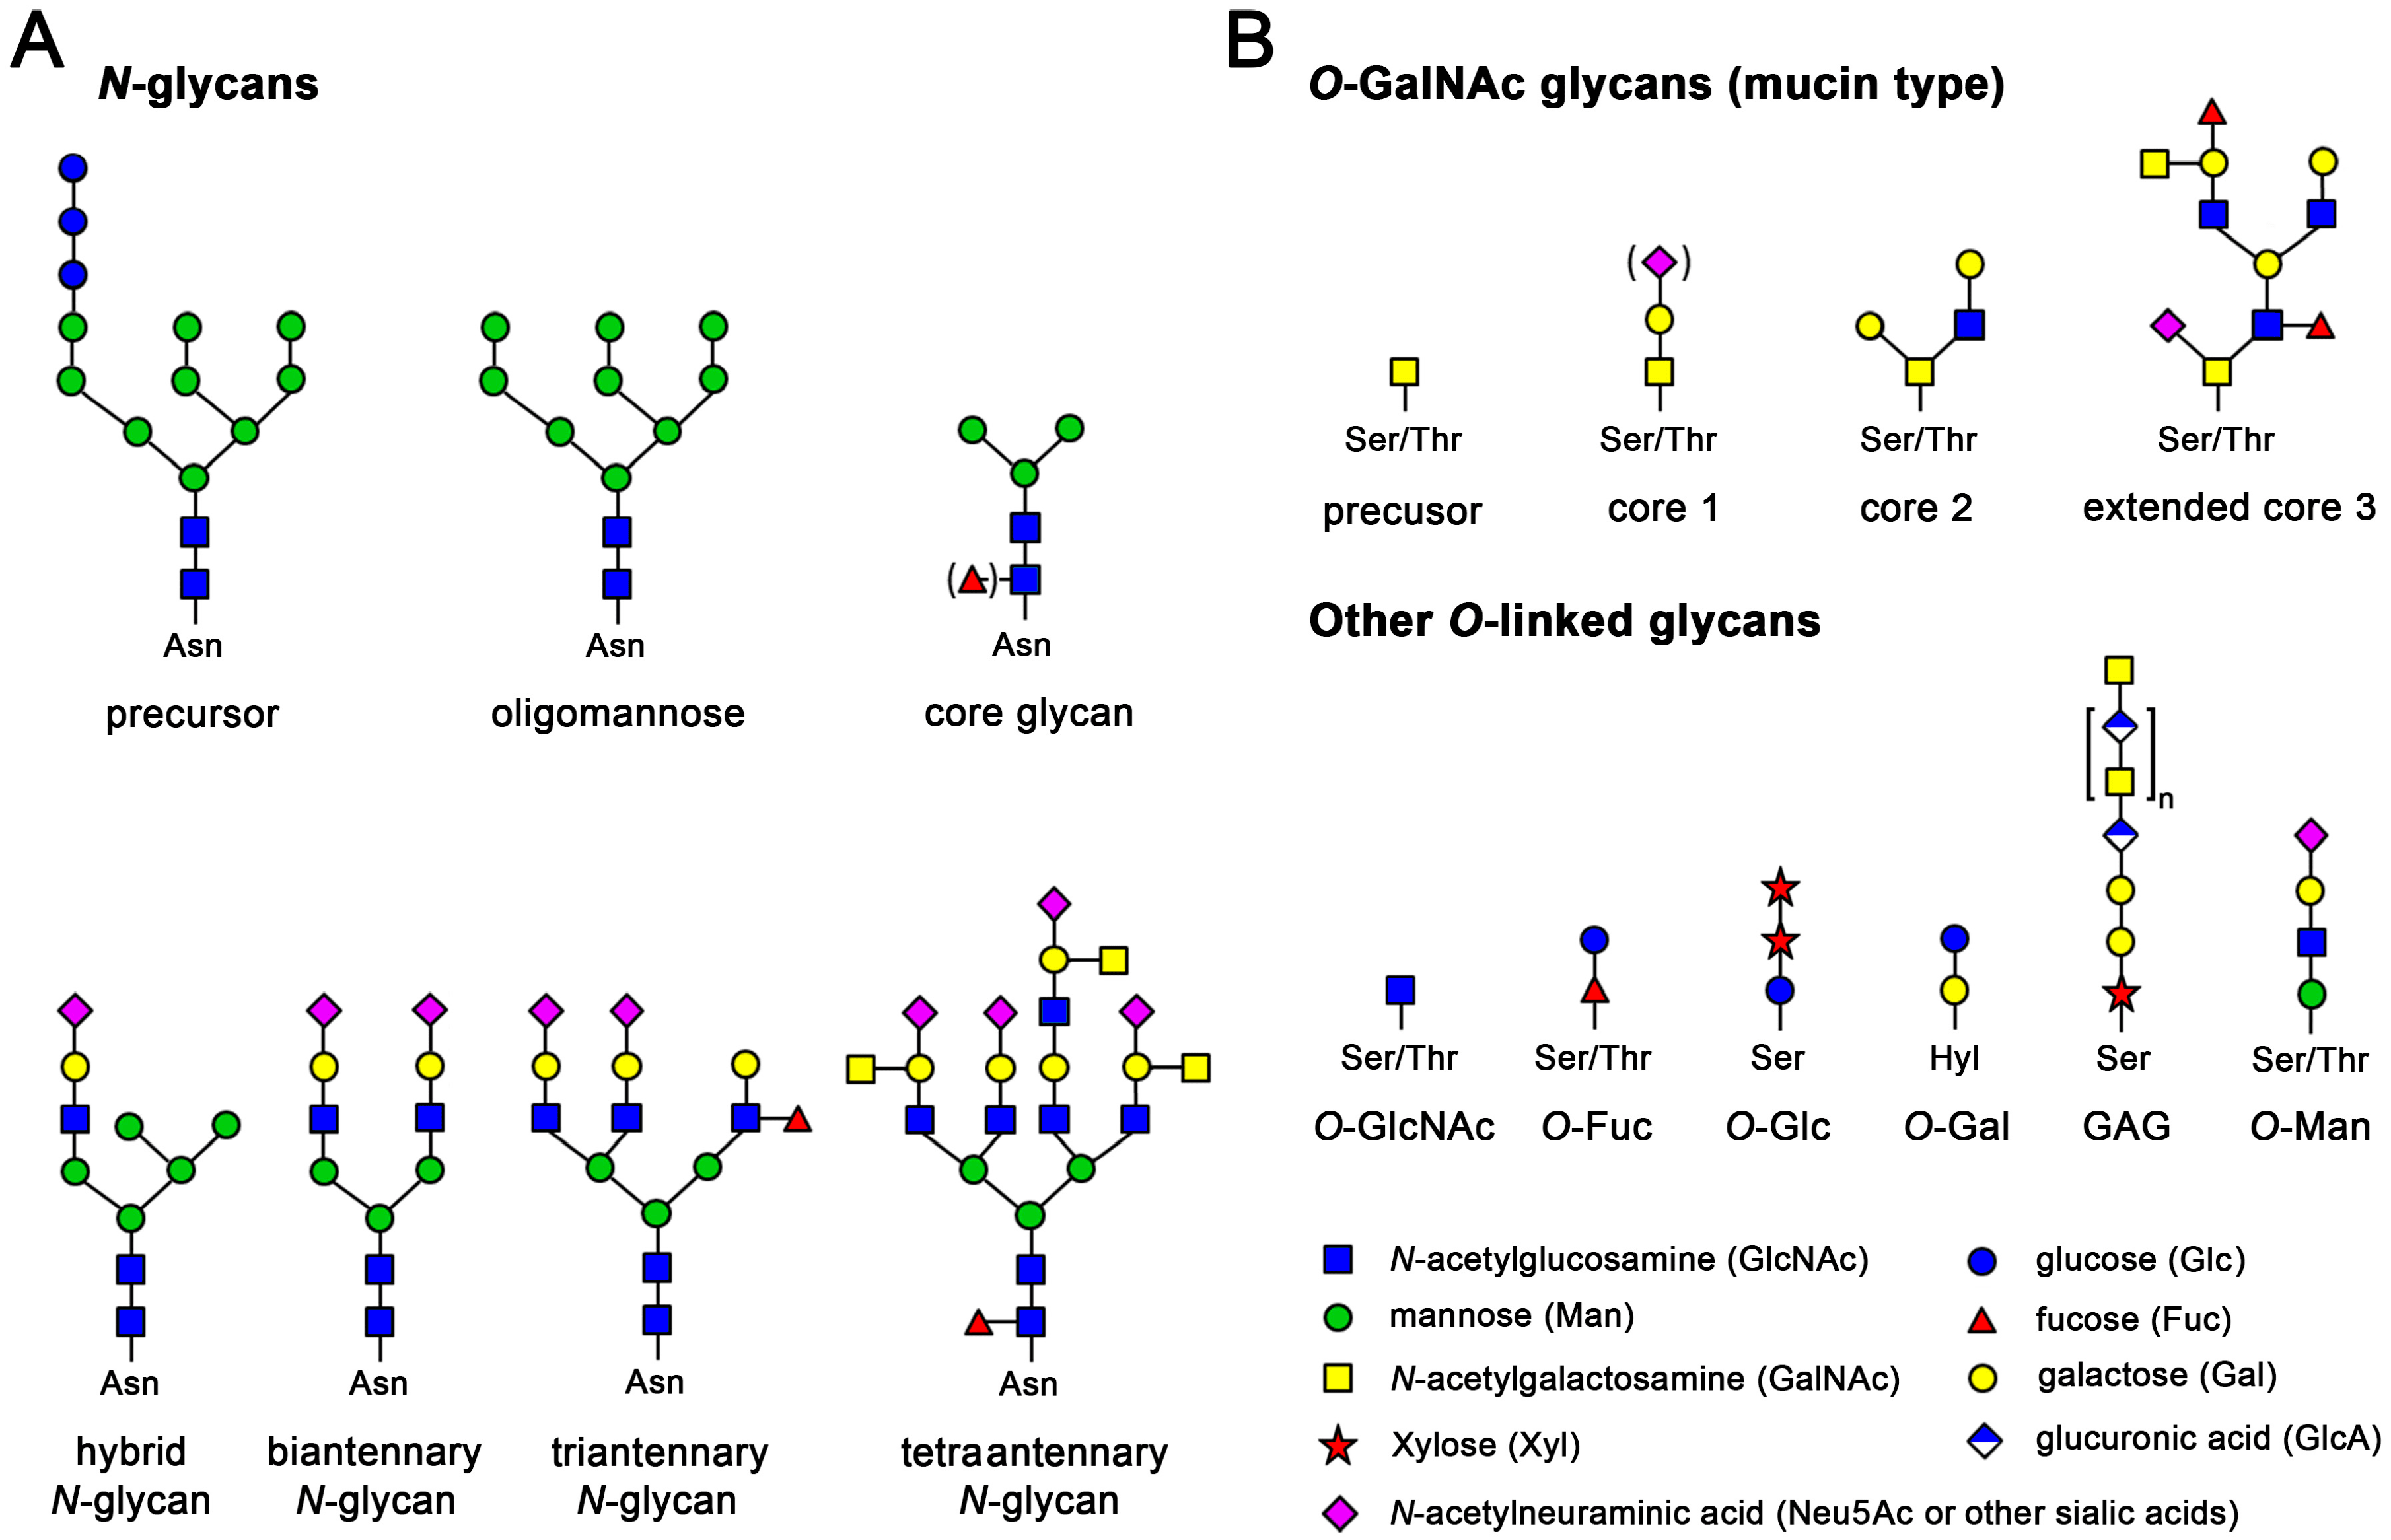 A
N-glycans
Asn
precursor
Asn
oligomannose
( )
Asn
core glycan
Asn
hybrid
N-glycan
Asn
biantennary
N-glycan
Asn
triantennary
N-glycan
Asn
tetraantennary
N-glycan
B
O-GalNAc glycans (mucin type)
Ser/Thr
precusor
( )
Ser/Thr
core 1
Ser/Thr
core 2
Ser/Thr
extended core 3
Other O-linked glycans
Ser/Thr
O-GlcNAc
Ser/Thr
O-Fuc
Ser
O-Glc
Hyl
O-Gal
[ ]n
Ser
GAG
Ser/Thr
O-Man
N-acetylglucosamine (GlcNAc)
glucose (Glc)
mannose (Man)
fucose (Fuc)
N-acetylgalactosamine (GalNAc)
galactose (Gal)
Xylose (Xyl)
glucuronic acid (GlcA)
N-acetylneuraminic acid (Neu5Ac or other sialic acids)